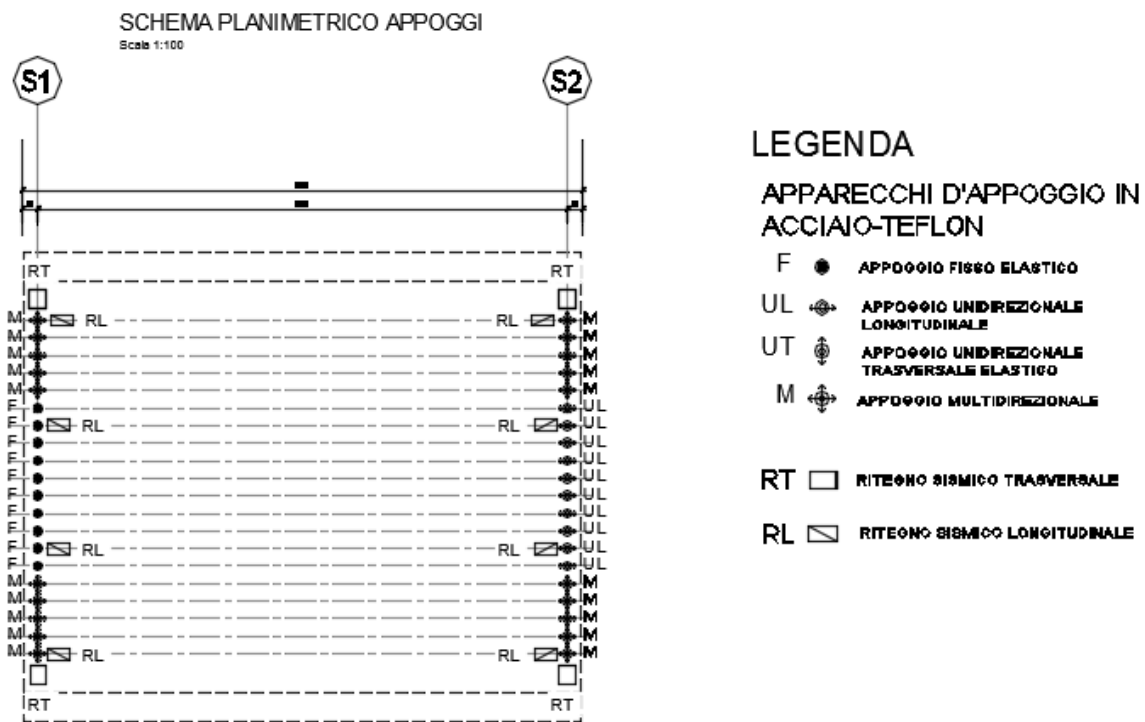 SCHEMA PLANIMETRICO APPOGGI
Scala 1:100
S1 S2
RT RT
M RL RL M
M M
M M
M M
M M
F UL
F RL RL UL
F UL
F UL
F UL
F UL
F UL
F UL
F RL RL UL
F UL
M M
M M
M M
M M
M RL RL M
RT RT
LEGENDA
APPARECCHI D'APPOGGIO IN
ACCIAIO-TEFLON
F APPOGGIO FISSO ELASTICO
UL APPOGGIO UNIDIREZIONALE
LONGITUDINALE
UT APPOGGIO UNIDIREZIONALE
TRASVERSALE ELASTICO
M APPOGGIO MULTIDIREZIONALE
RT RITEGNO SISMICO TRASVERSALE
RL RITEGNO SISMICO LONGITUDINALE